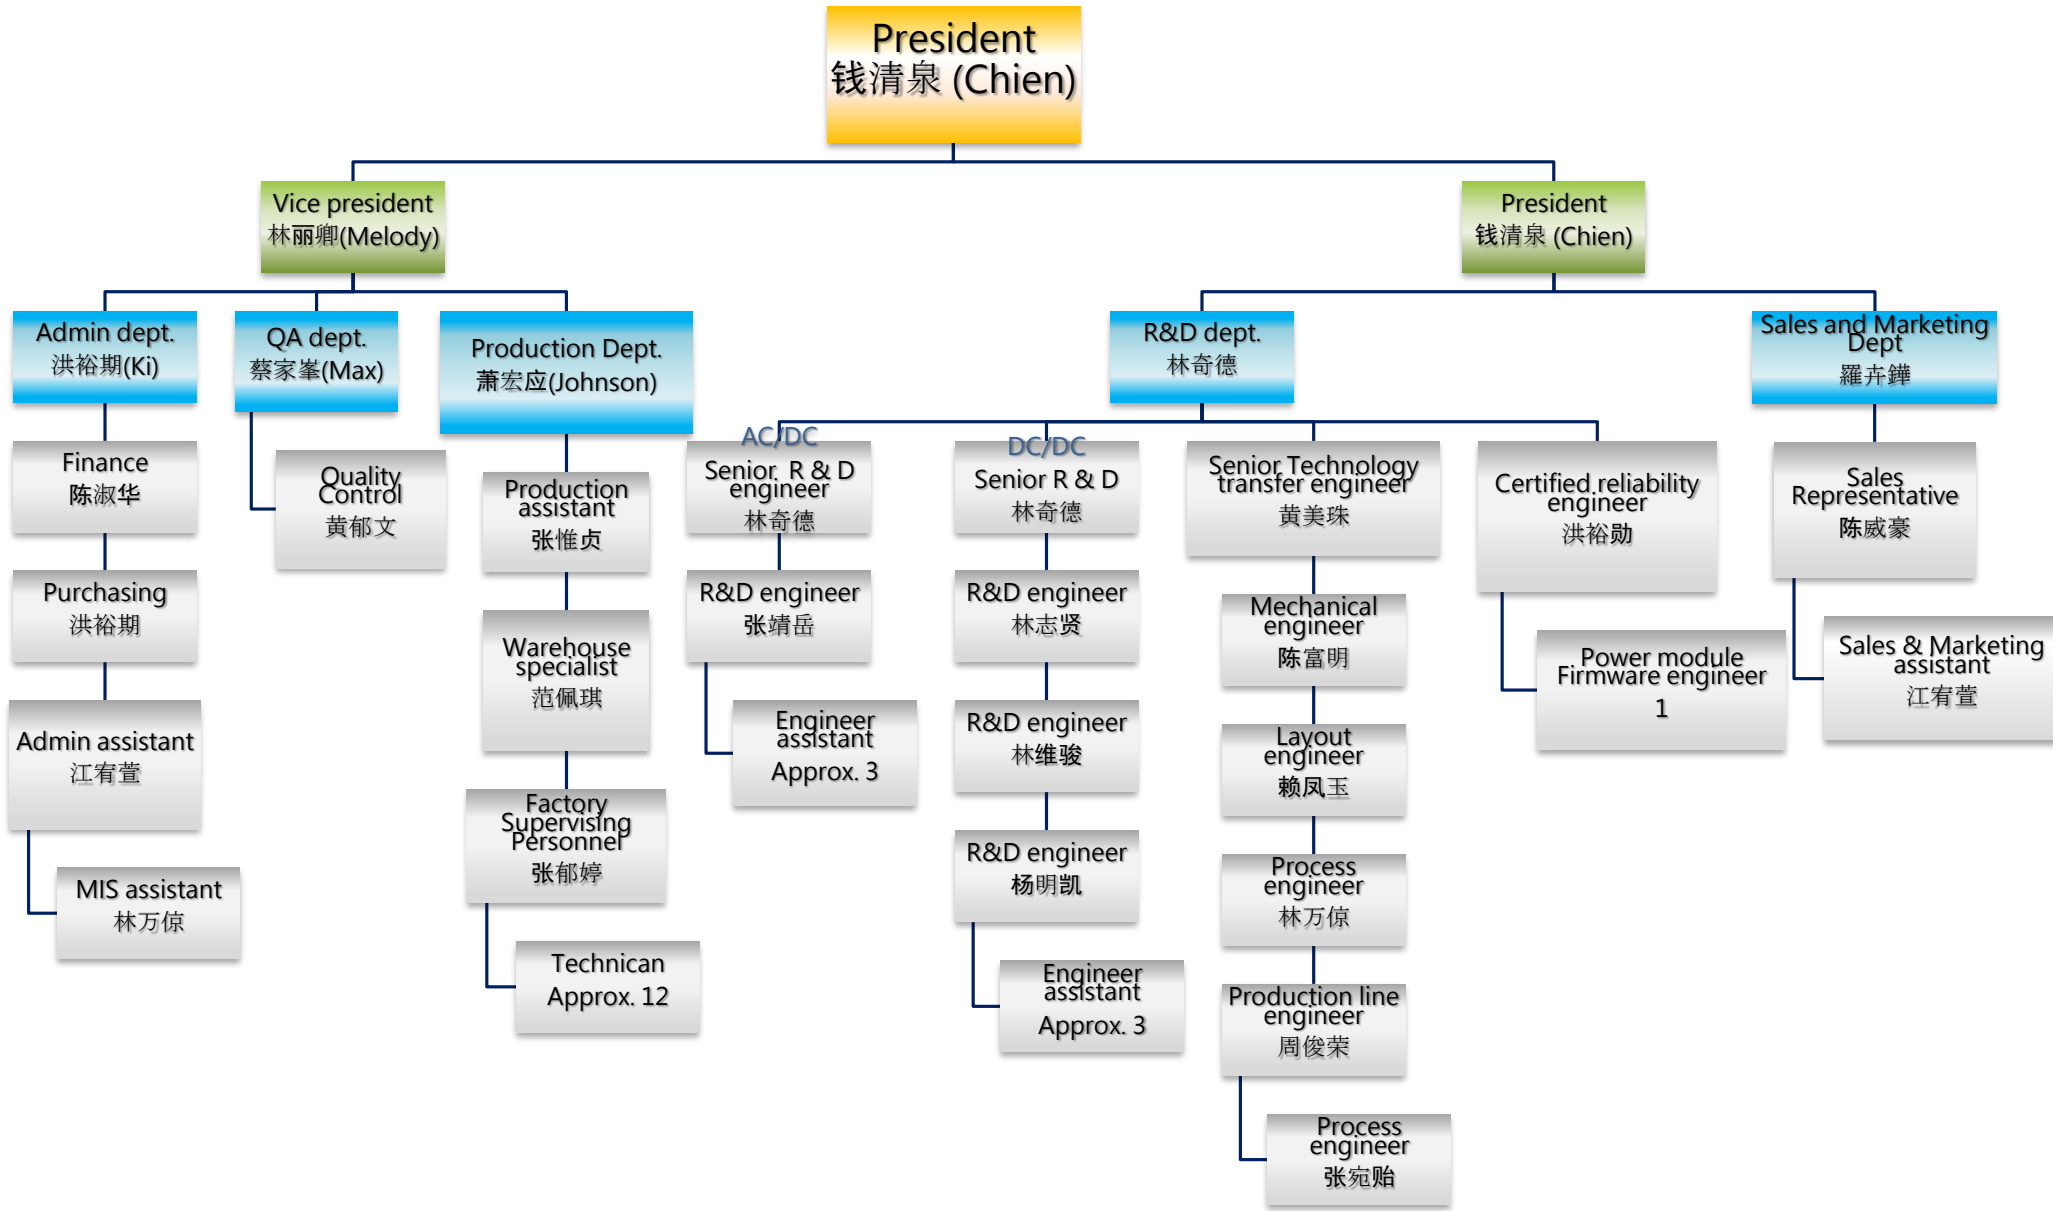 President
钱清泉 (Chien)
Vice president
林丽卿(Melody)
President
钱清泉 (Chien)
Admin dept.
洪裕期(Ki)
QA dept.
蔡家峯(Max)
Production Dept.
萧宏应(Johnson)
R&D dept.
林奇德
Sales and Marketing
Dept
羅卉鏵
Finance
陈淑华
Purchasing
洪裕期
Admin assistant
江宥萱
MIS assistant
林万倞
Quality
Control
黄郁文
Production
assistant
张惟贞
Warehouse
specialist
范佩琪
Factory
Supervising
Personnel
张郁婷
Technican
Approx. 12
AC/DC
Senior R & D
engineer
林奇德
R&D engineer
张靖岳
Engineer
assistant
Approx. 3
DC/DC
Senior R & D
林奇德
R&D engineer
林志贤
R&D engineer
林维骏
R&D engineer
杨明凯
Engineer
assistant
Approx. 3
Senior Technology
transfer engineer
黄美珠
Mechanical
engineer
陈富明
Layout
engineer
赖凤玉
Process
engineer
林万倞
Production line
engineer
周俊荣
Process
engineer
张宛贻
Certified reliability
engineer
洪裕勋
Power module
Firmware engineer
1
Sales
Representative
陈威豪
Sales & Marketing
assistant
江宥萱